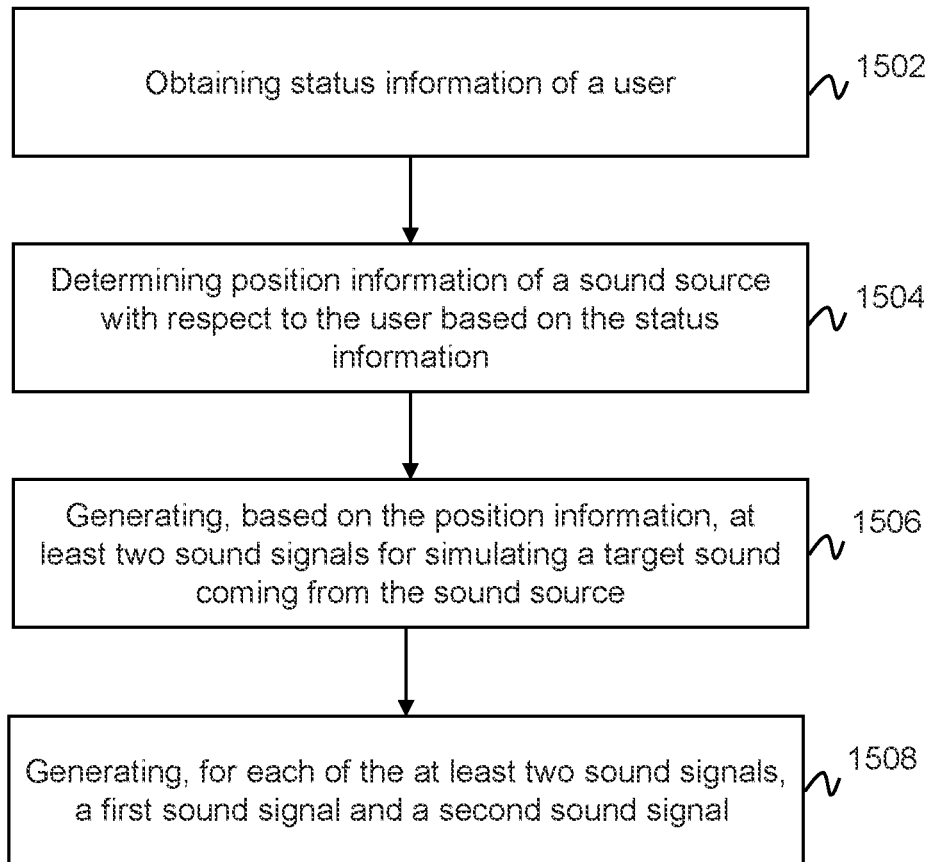 Obtaining status information of a user
1502
Determining position information of a sound source
with respect to the user based on the status
information
1504
Generating, based on the position information, at
least two sound signals for simulating a target sound
coming from the sound source
1506
Generating, for each of the at least two sound signals,
a first sound signal and a second sound signal
1508